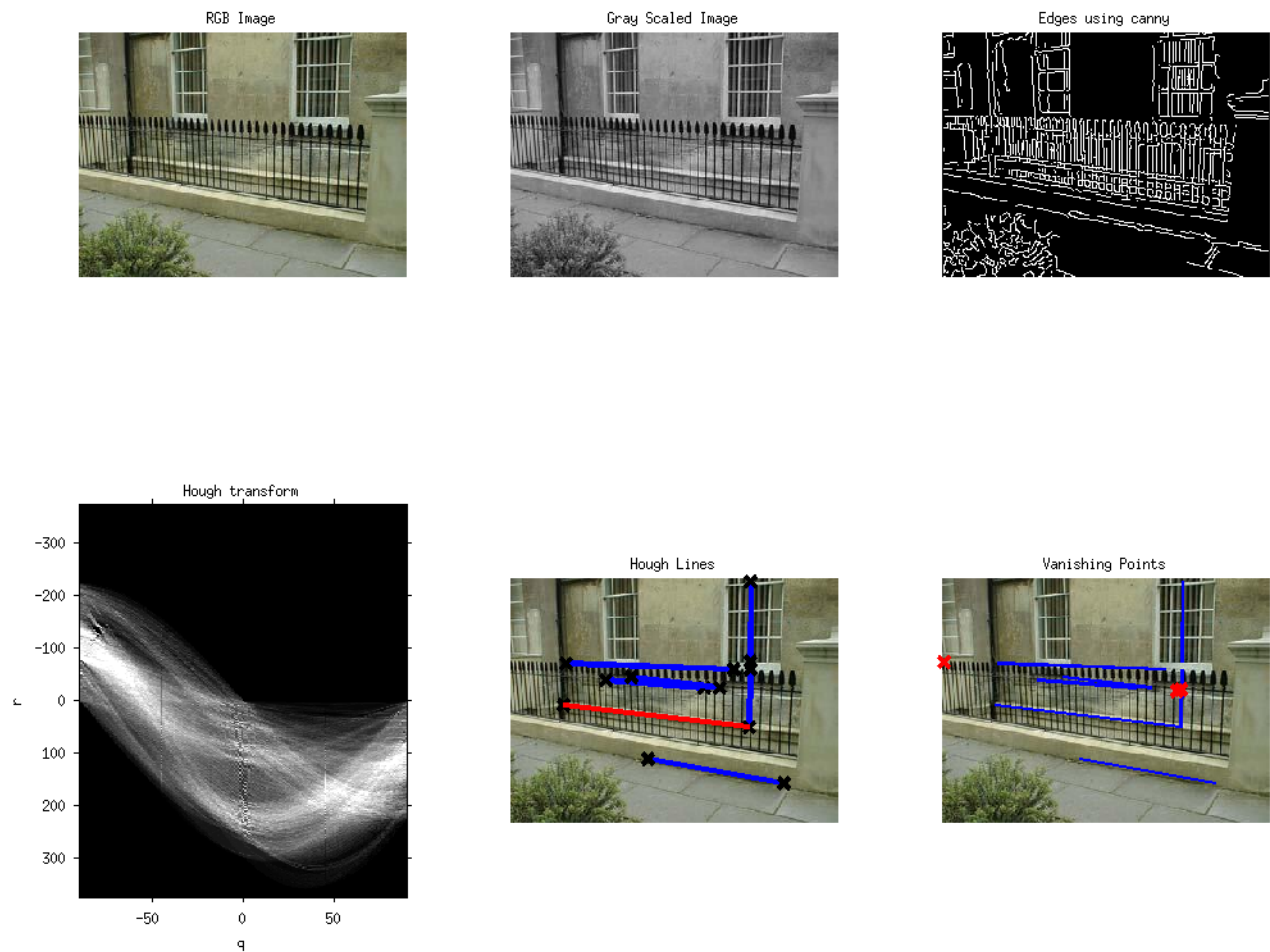 RGB Image
Gray Scaled Image
Edges using canny
Hough transform
-300
-200
-100
0
100
200
300
r
-50
0
50
q
Hough Lines
Vanishing Points